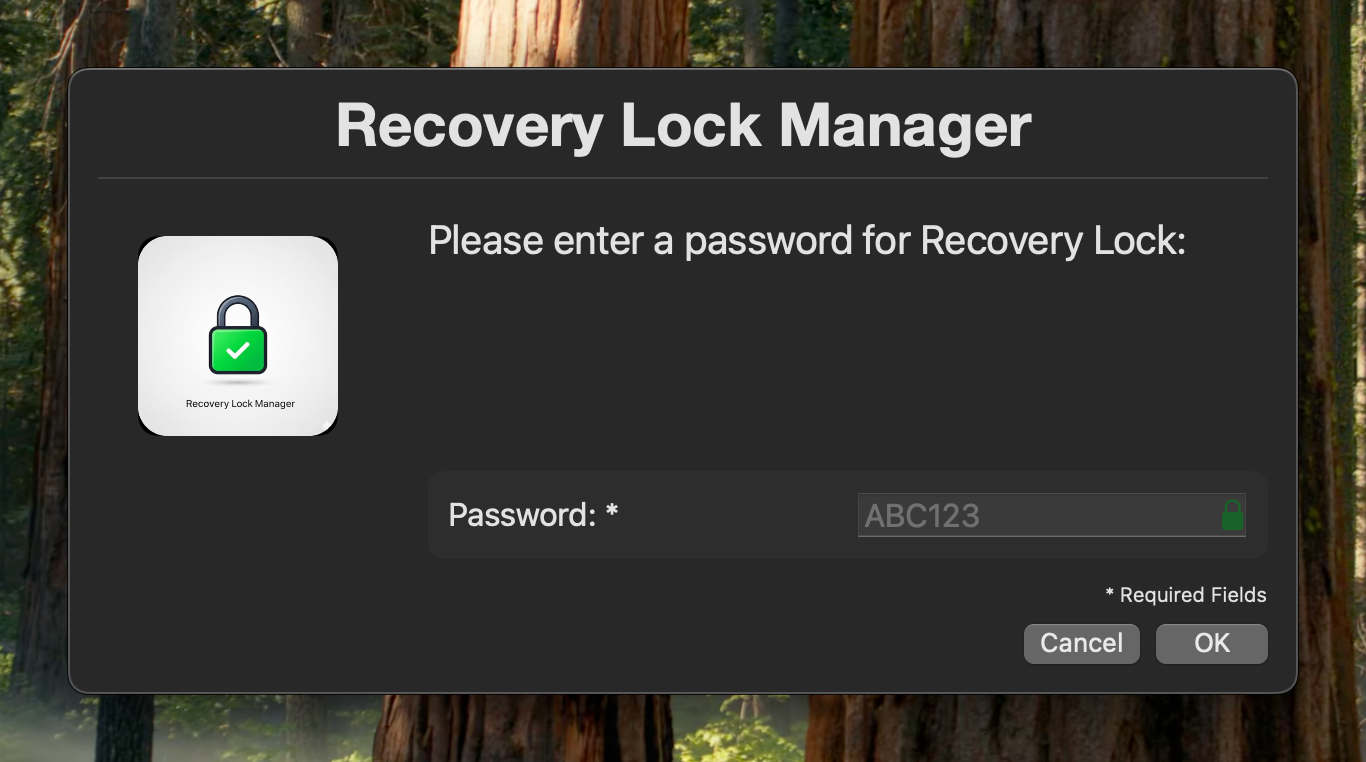 Recovery Lock Manager
Please enter a password for Recovery Lock:
Recovery Lock Manager
Password: *
ABC123
* Required Fields
Cancel
OK